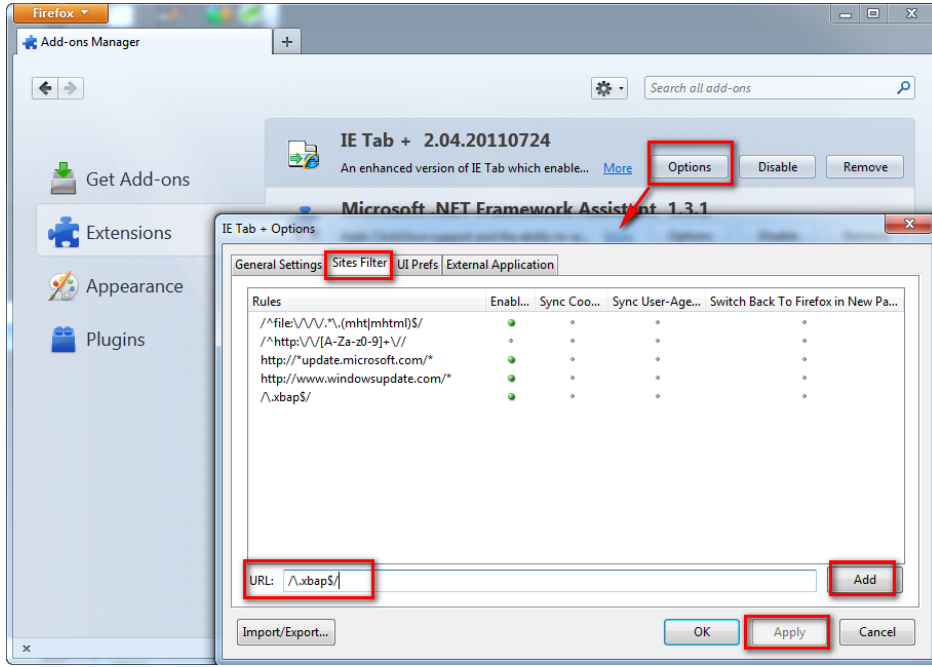 Firefox
Add-ons Manager
Search all add-ons
IE Tab + 2.04.20110724
An enhanced version of IE Tab which enable... More Options Disable Remove
Get Add-ons
Microsoft .NET Framework Assistant 1.3.1
Extensions
Appearance
Plugins
IE Tab + Options
General Settings Sites Filter UI Prefs External Application
Rules Enabl... Sync Coo... Sync User-Age... Switch Back To Firefox in New Pa...
/^file:\/\/\/.*\.(mht|mhtml)$/
/^http:\/\/[A-Za-z0-9]+\//
http://*update.microsoft.com/*
http://www.windowsupdate.com/*
/\.xbap$/
URL: /\.xbap$/ Add
Import/Export... OK Apply Cancel